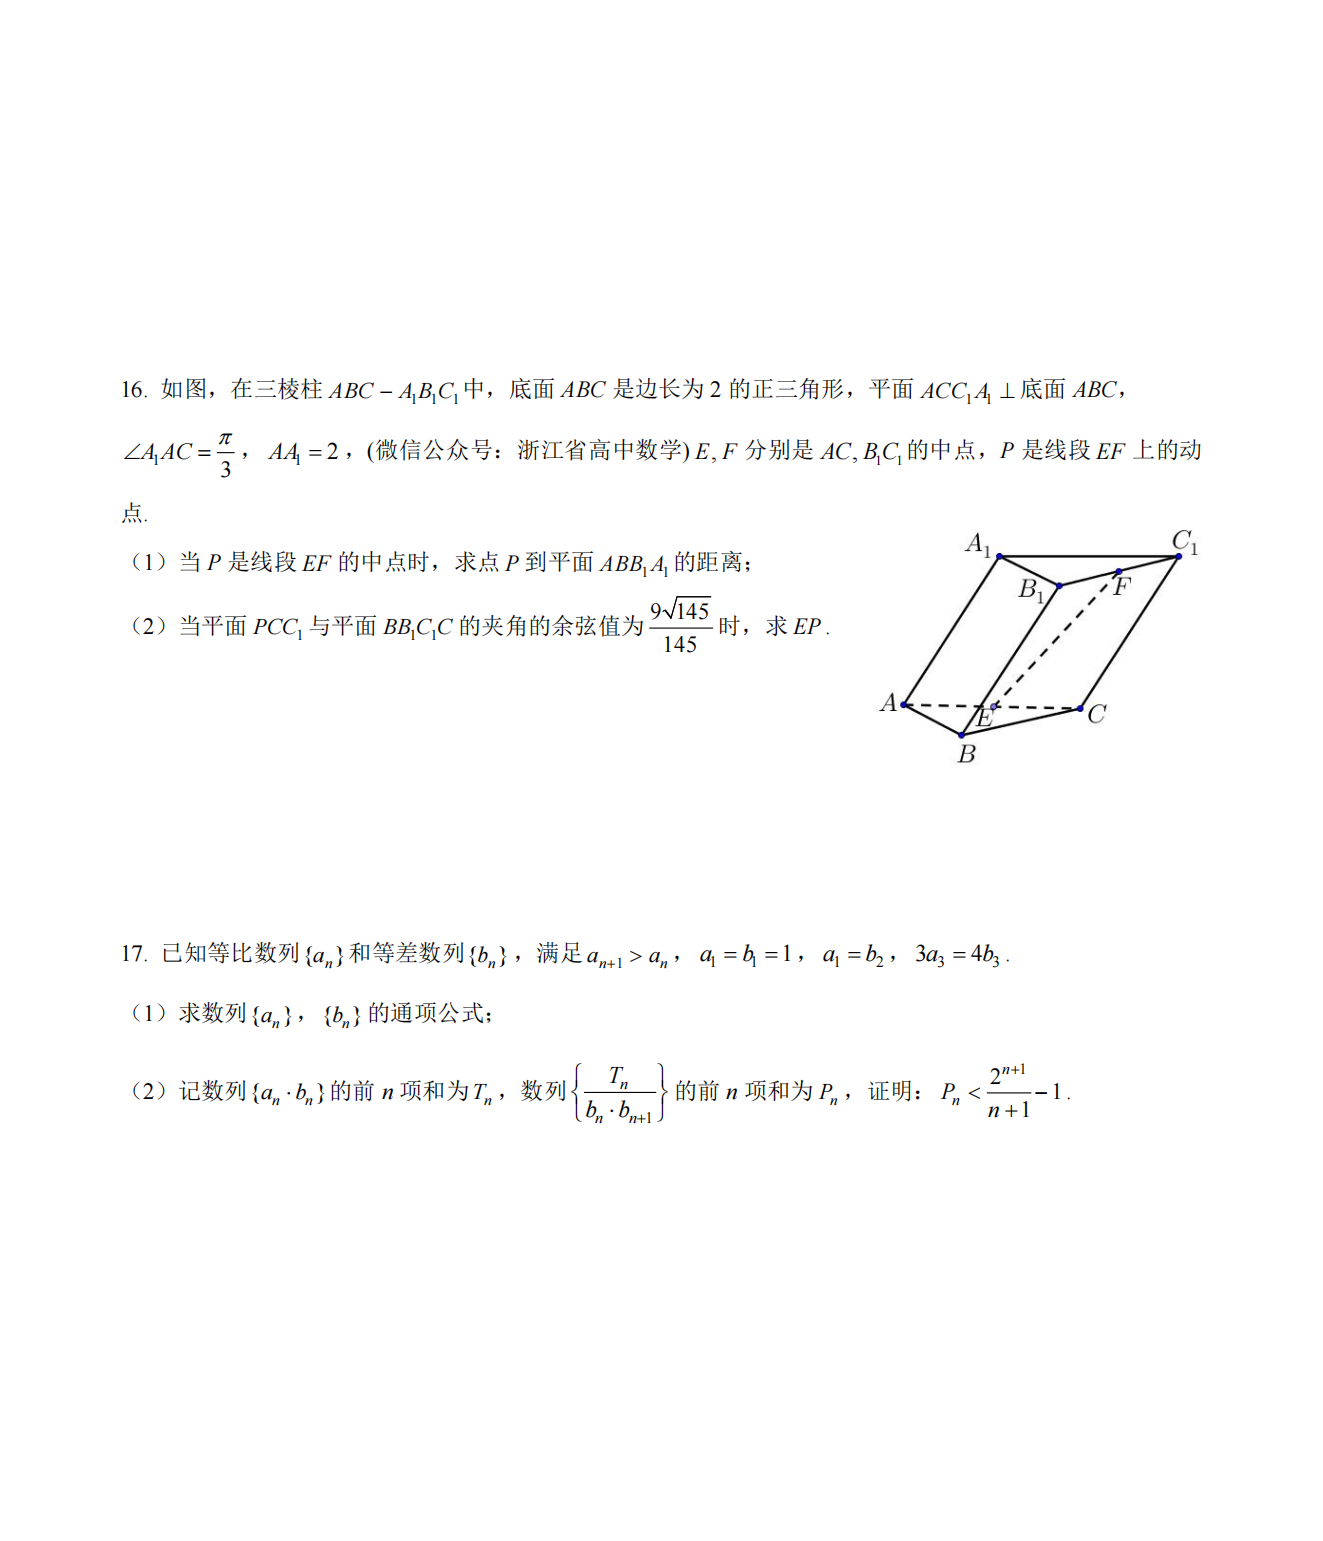 16. 如图，在三棱柱 ABC − A₁B₁C₁ 中，底面 ABC 是边长为 2 的正三角形，平面 ACC₁A₁ ⊥ 底面 ABC，
∠A₁AC = π/3， AA₁ = 2，(微信公众号：浙江省高中数学) E, F 分别是 AC, B₁C₁ 的中点，P 是线段 EF 上的动
点.
（1）当 P 是线段 EF 的中点时，求点 P 到平面 ABB₁A₁ 的距离；
（2）当平面 PCC₁ 与平面 BB₁C₁C 的夹角的余弦值为 9√145/145 时，求 EP .
A₁
C₁
B₁
F
A
E
C
B
17. 已知等比数列 {aₙ} 和等差数列 {bₙ}，满足 aₙ₊₁ > aₙ， a₁ = b₁ = 1， a₁ = b₂， 3a₃ = 4b₃ .
（1）求数列 {aₙ}， {bₙ} 的通项公式；
（2）记数列 {aₙ · bₙ} 的前 n 项和为 Tₙ，数列 {Tₙ/(bₙ · bₙ₊₁)} 的前 n 项和为 Pₙ，证明： Pₙ < 2ⁿ⁺¹/(n+1) − 1 .